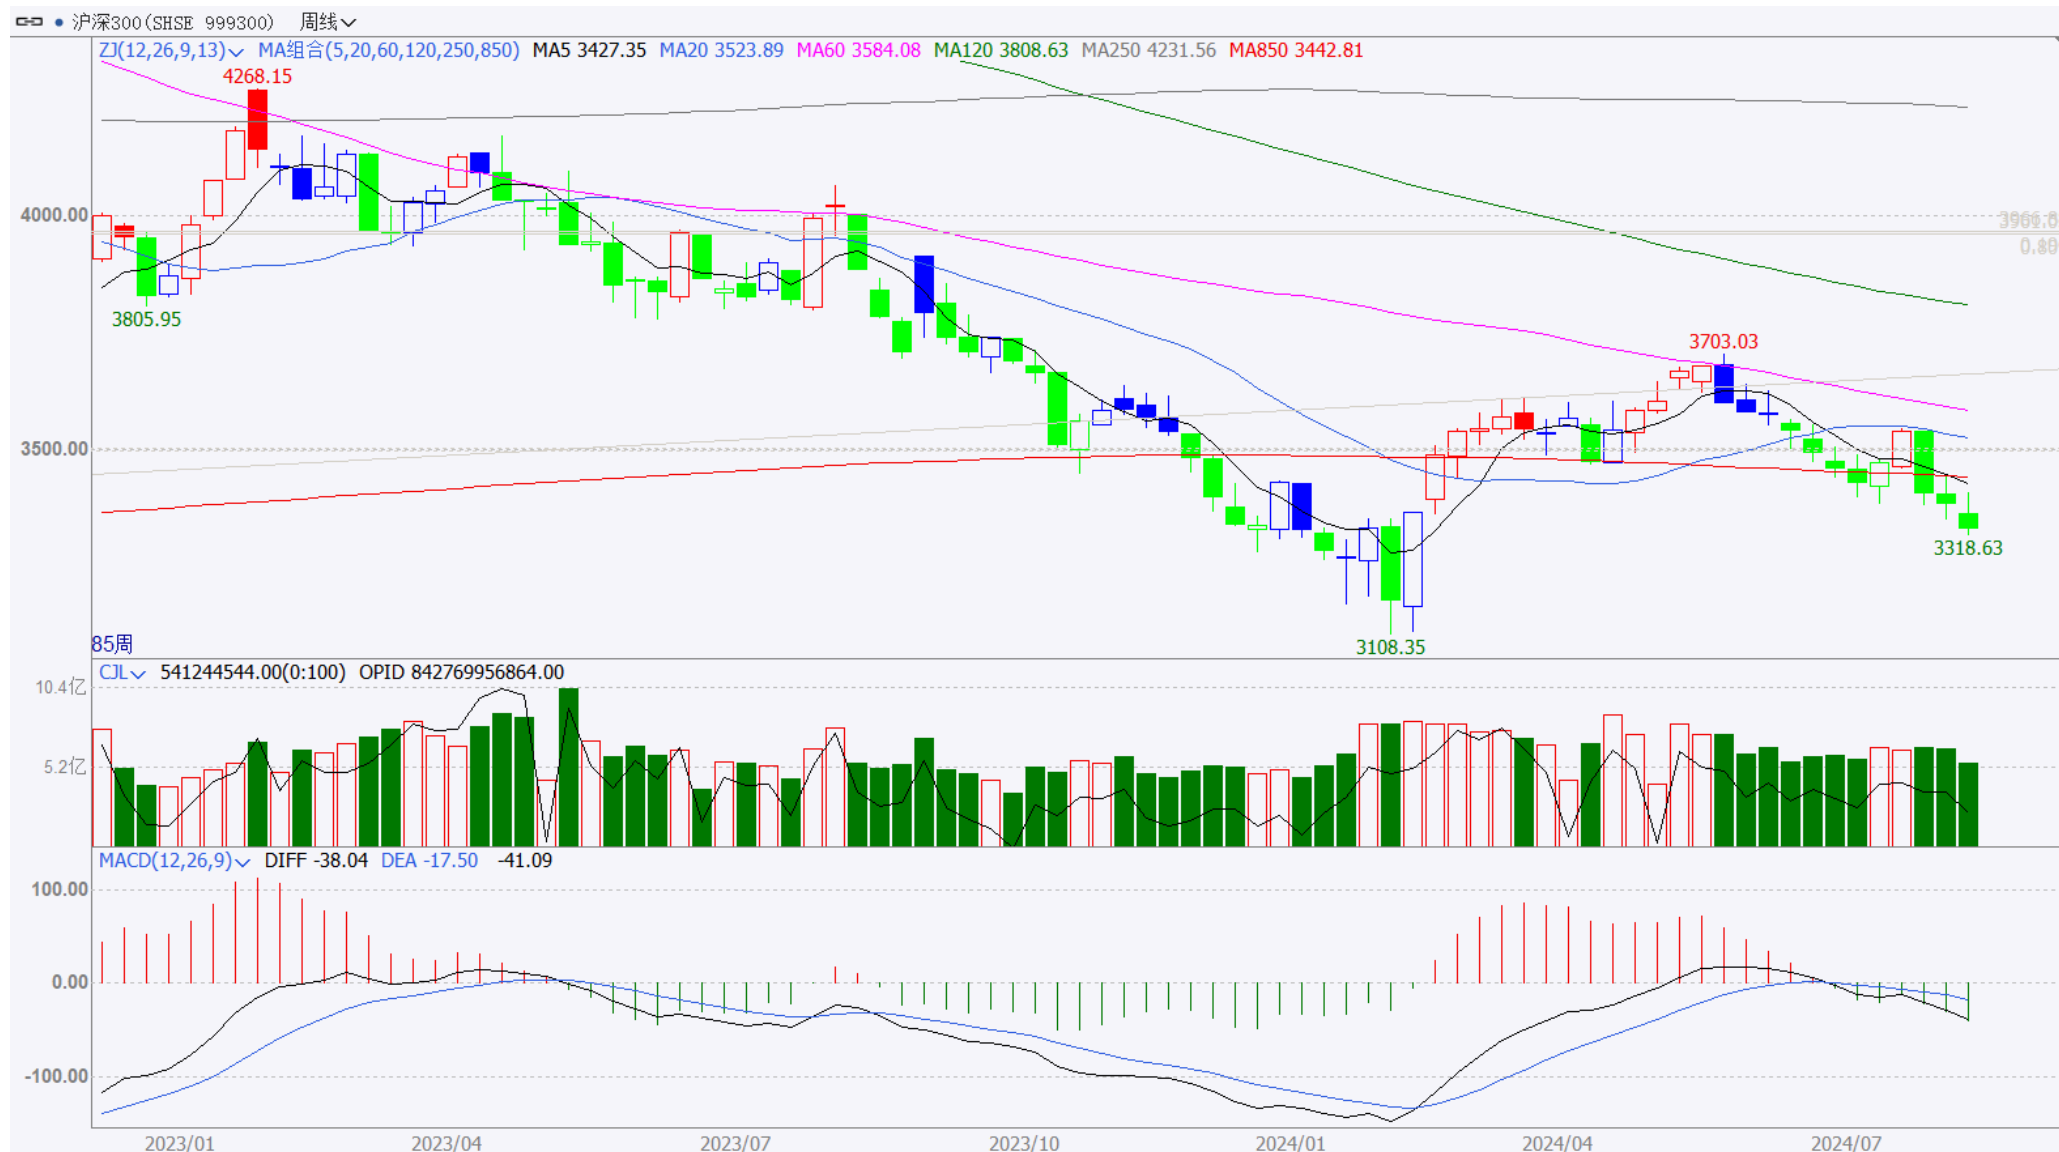 沪深300(SHSE 999300) 周线
ZJ(12,26,9,13) MA组合(5,20,60,120,250,850) MA5 3427.35 MA20 3523.89 MA60 3584.08 MA120 3808.63 MA250 4231.56 MA850 3442.81
4268.15
4000.00
3805.95
3703.03
3500.00
3318.63
3108.35
85周
CJL 541244544.00(0:100) OPID 842769956864.00
10.4亿
5.2亿
MACD(12,26,9) DIFF -38.04 DEA -17.50 -41.09
100.00
0.00
-100.00
2023/01 2023/04 2023/07 2023/10 2024/01 2024/04 2024/07